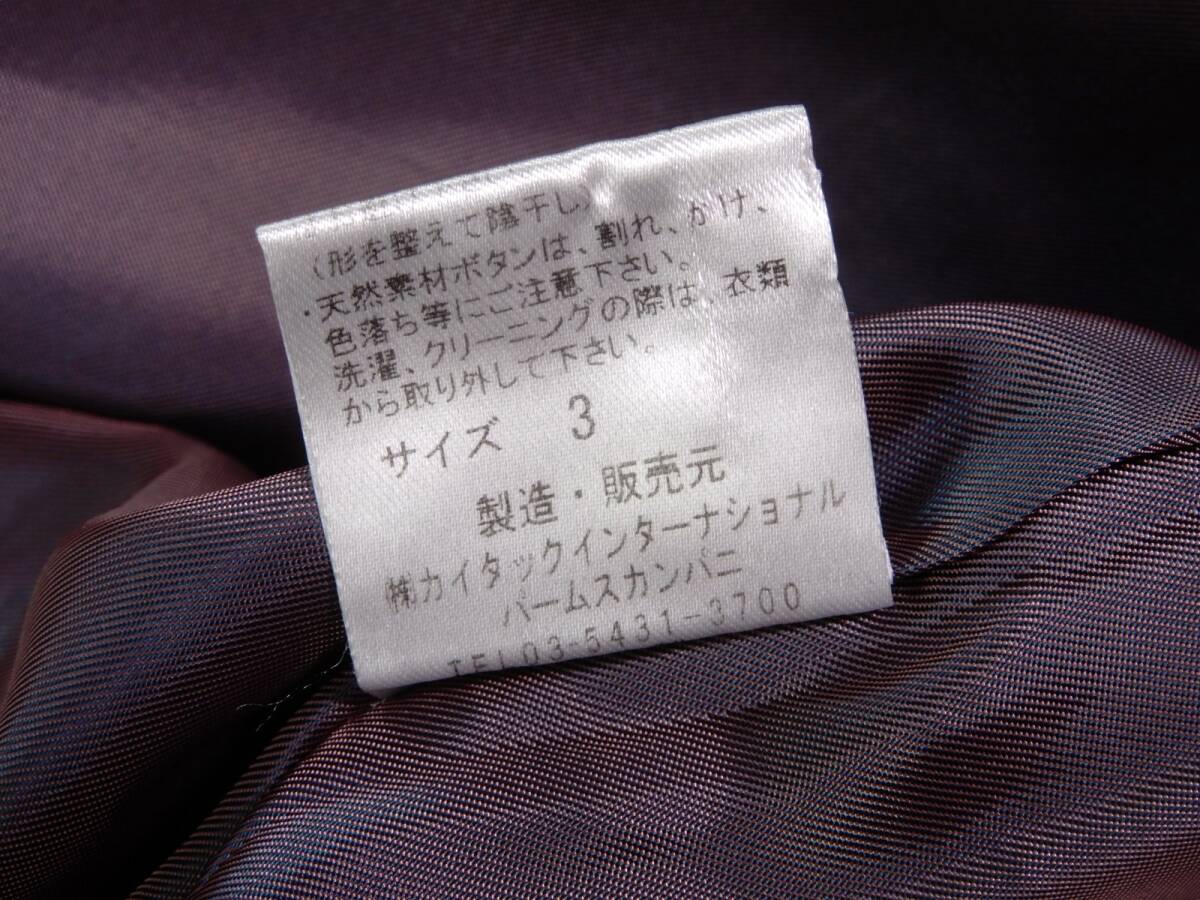 (形を整えて陰干し)
・天然素材ボタンは、割れ、かけ、
色落ち等にご注意下さい。
洗濯、クリーニングの際は、衣類
から取り外して下さい。
サイズ 3
製造・販売元
㈱カイタックインターナショナル
パームスカンパニ
TEL03-5431-3700